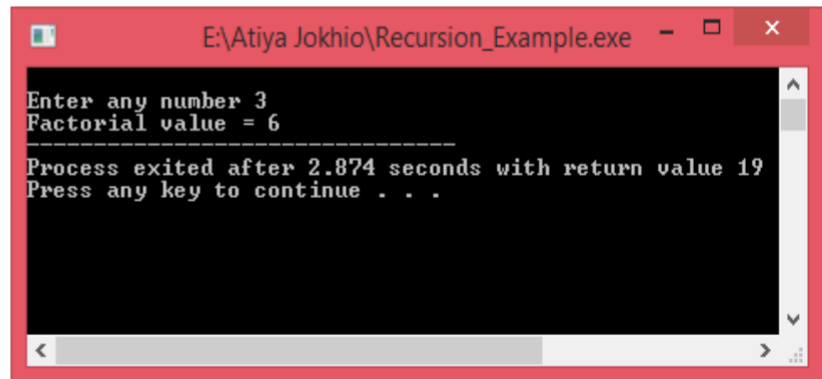 E:\Atiya Jokhio\Recursion_Example.exe
Enter any number 3
Factorial value = 6
--------------------------------
Process exited after 2.874 seconds with return value 19
Press any key to continue . . .